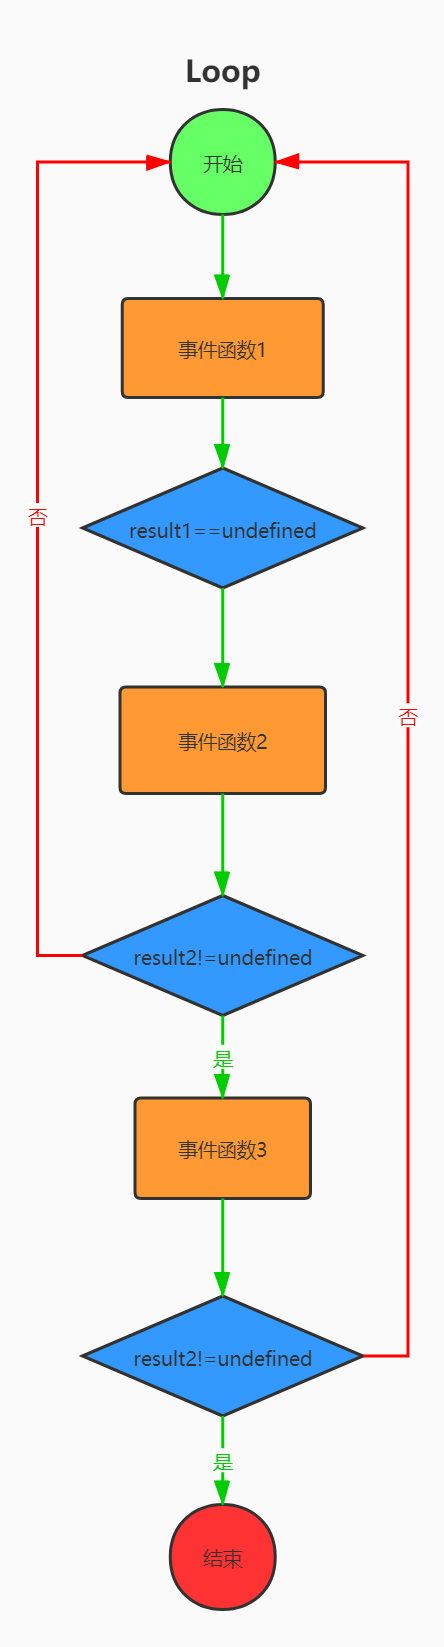 Loop
开始
事件函数1
result1==undefined
否
事件函数2
否
result2!=undefined
是
事件函数3
result2!=undefined
是
结束